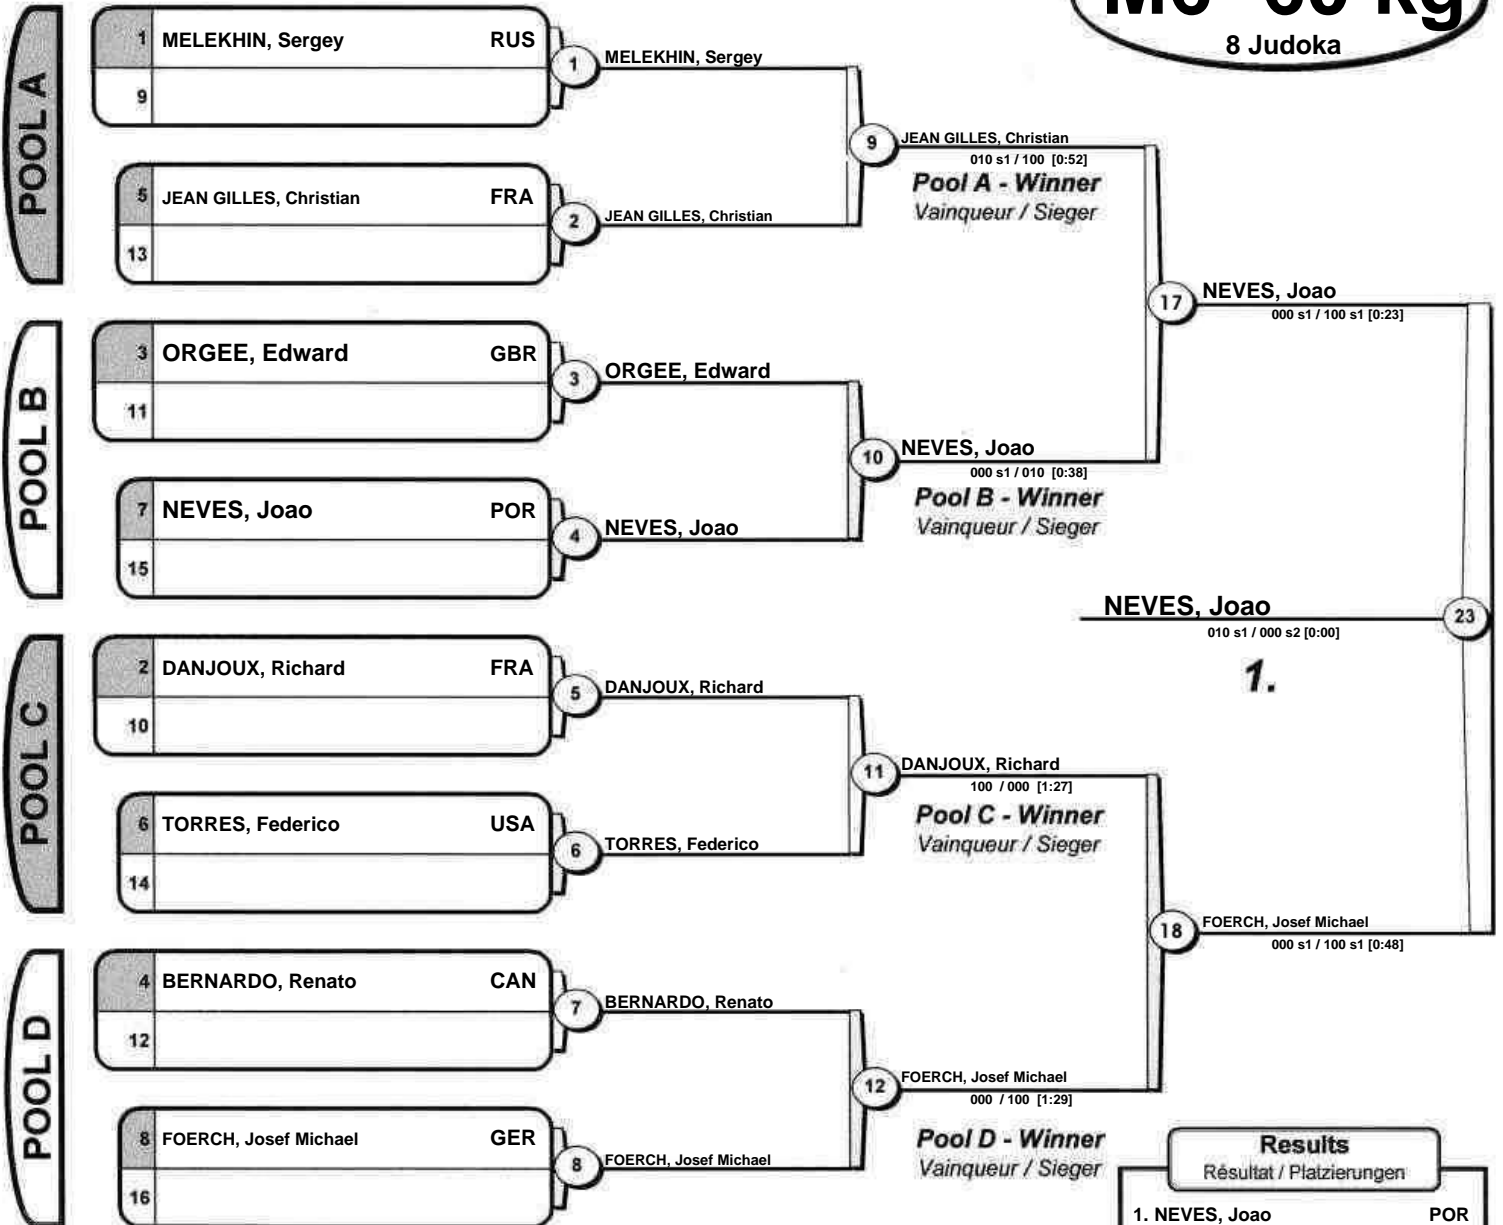 8 Judoka
POOL A
1 MELEKHIN, Sergey RUS
9
1
MELEKHIN, Sergey
5 JEAN GILLES, Christian FRA
13
2
JEAN GILLES, Christian
9
JEAN GILLES, Christian
010 s1 / 100 [0:52]
Pool A - Winner
Vainqueur / Sieger
POOL B
3 ORGEE, Edward GBR
11
3
ORGEE, Edward
7 NEVES, Joao POR
15
4
NEVES, Joao
10
NEVES, Joao
000 s1 / 010 [0:38]
Pool B - Winner
Vainqueur / Sieger
17
NEVES, Joao
000 s1 / 100 s1 [0:23]
NEVES, Joao
23
010 s1 / 000 s2 [0:00]
1.
POOL C
2 DANJOUX, Richard FRA
10
5
DANJOUX, Richard
6 TORRES, Federico USA
14
6
TORRES, Federico
11
DANJOUX, Richard
100 / 000 [1:27]
Pool C - Winner
Vainqueur / Sieger
POOL D
4 BERNARDO, Renato CAN
12
7
BERNARDO, Renato
8 FOERCH, Josef Michael GER
16
8
FOERCH, Josef Michael
12
FOERCH, Josef Michael
000 / 100 [1:29]
Pool D - Winner
Vainqueur / Sieger
18
FOERCH, Josef Michael
000 s1 / 100 s1 [0:48]
Results
Résultat / Platzierungen
1. NEVES, Joao POR